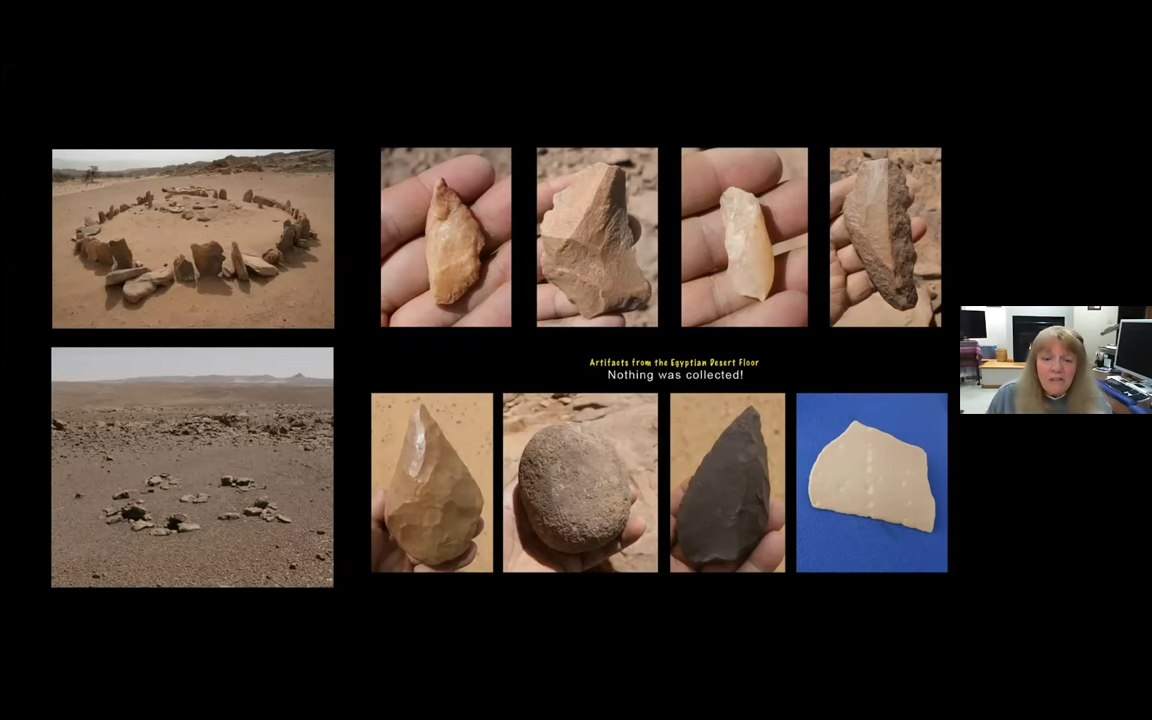 Artifacts from the Egyptian Desert Floor
Nothing was collected!